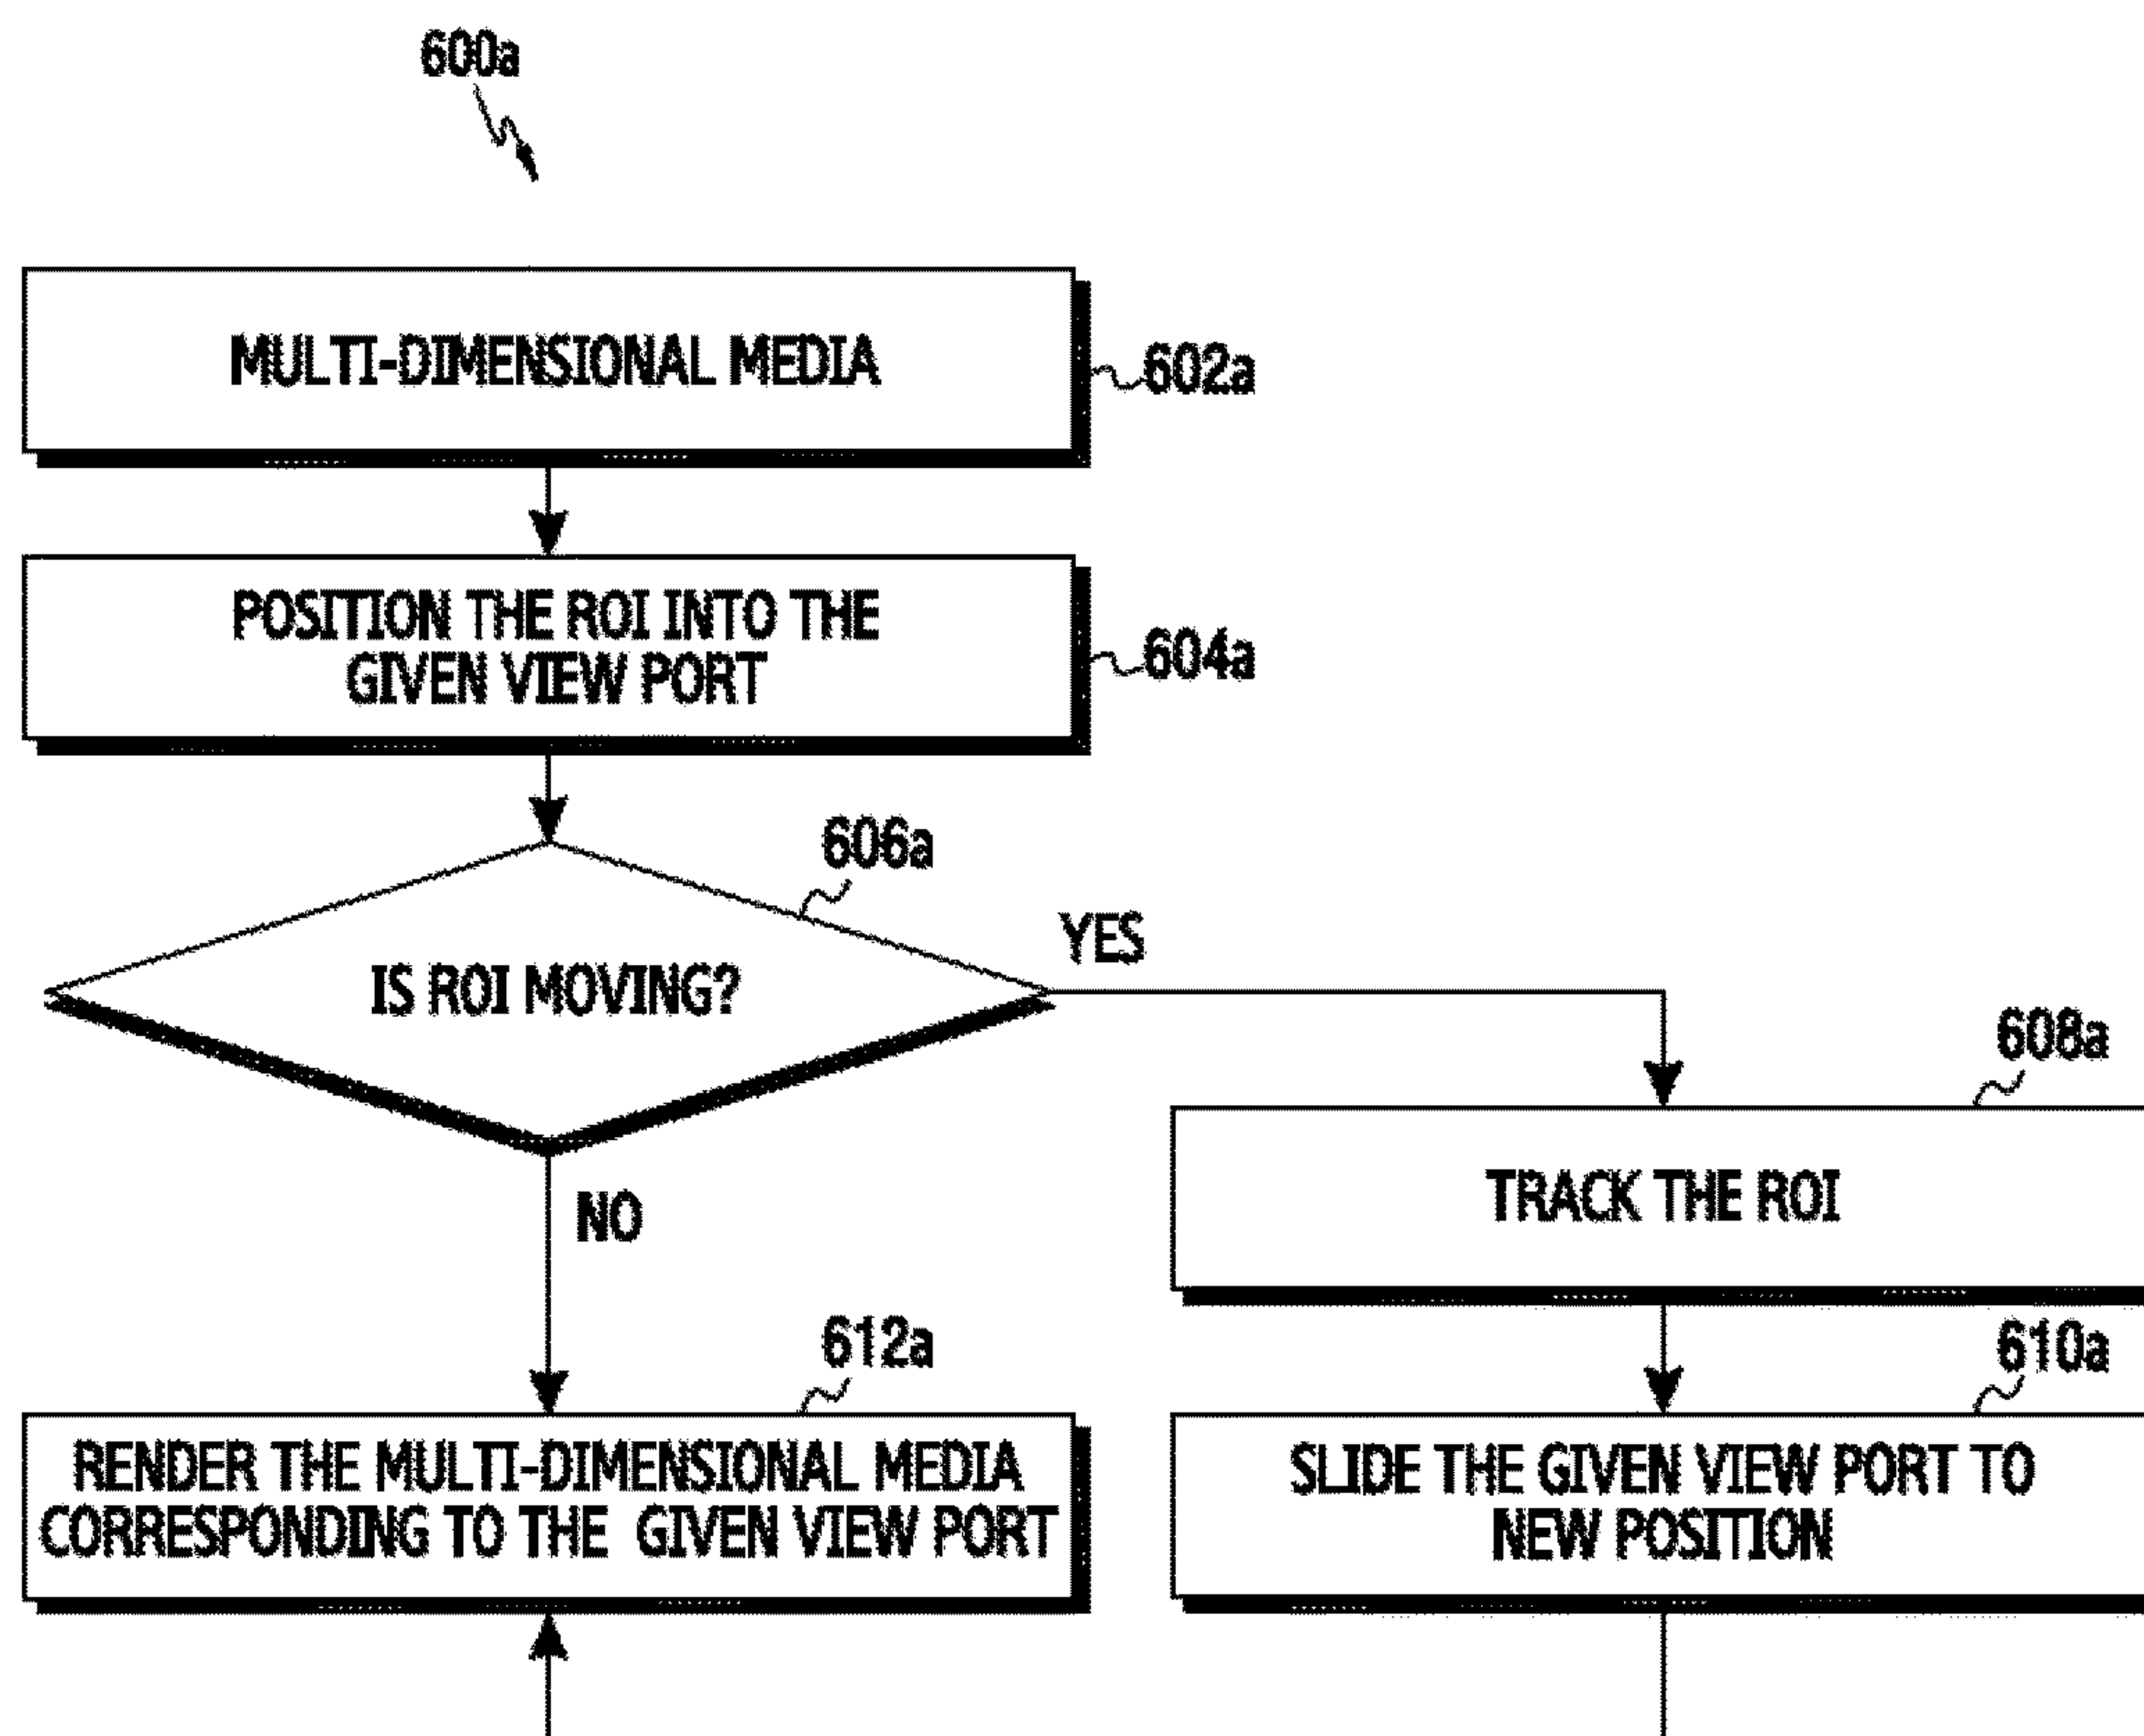 600a
MULTI-DIMENSIONAL MEDIA
602a
POSITION THE ROI INTO THE
GIVEN VIEW PORT
604a
606a
IS ROI MOVING?
YES
NO
608a
TRACK THE ROI
610a
SLIDE THE GIVEN VIEW PORT TO
NEW POSITION
612a
RENDER THE MULTI-DIMENSIONAL MEDIA
CORRESPONDING TO THE GIVEN VIEW PORT